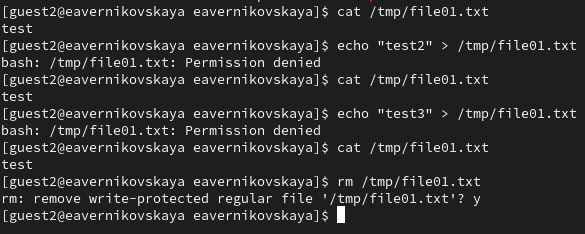 [guest2@eavernikovskaya eavernikovskaya]$ cat /tmp/file01.txt
test
[guest2@eavernikovskaya eavernikovskaya]$ echo "test2" > /tmp/file01.txt
bash: /tmp/file01.txt: Permission denied
[guest2@eavernikovskaya eavernikovskaya]$ cat /tmp/file01.txt
test
[guest2@eavernikovskaya eavernikovskaya]$ echo "test3" > /tmp/file01.txt
bash: /tmp/file01.txt: Permission denied
[guest2@eavernikovskaya eavernikovskaya]$ cat /tmp/file01.txt
test
[guest2@eavernikovskaya eavernikovskaya]$ rm /tmp/file01.txt
rm: remove write-protected regular file '/tmp/file01.txt'? y
[guest2@eavernikovskaya eavernikovskaya]$